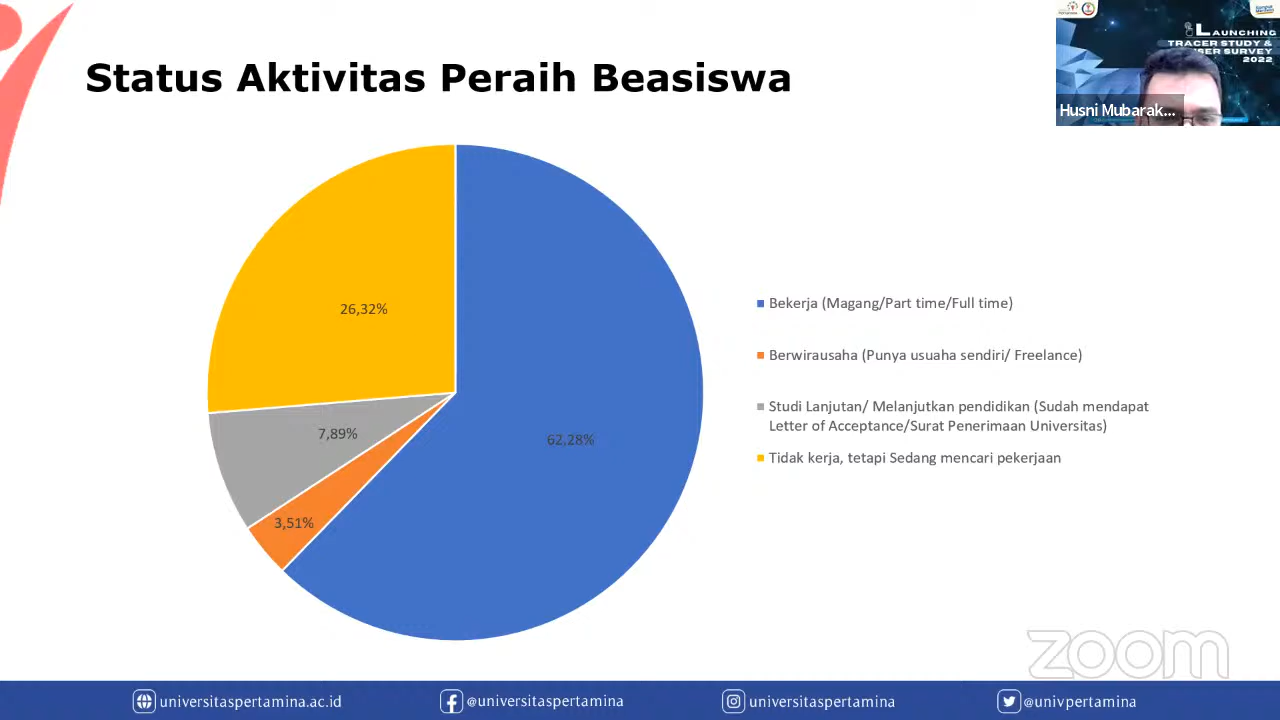 Status Aktivitas Peraih Beasiswa
LAUNCHING
TRACER STUDY &
USER SURVEY
2022
Husni Mubarak...
26,32%
7,89%
3,51%
62,28%
Bekerja (Magang/Part time/Full time)
Berwirausaha (Punya usuaha sendiri/ Freelance)
Studi Lanjutan/ Melanjutkan pendidikan (Sudah mendapat
Letter of Acceptance/Surat Penerimaan Universitas)
Tidak kerja, tetapi Sedang mencari pekerjaan
zoom
universitaspertamina.ac.id
@universitaspertamina
universitaspertamina
@univpertamina